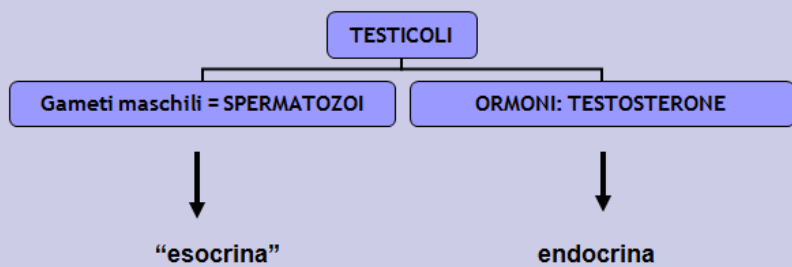 TESTICOLI
Gameti maschili = SPERMATOZOI
ORMONI: TESTOSTERONE
“esocrina”
endocrina